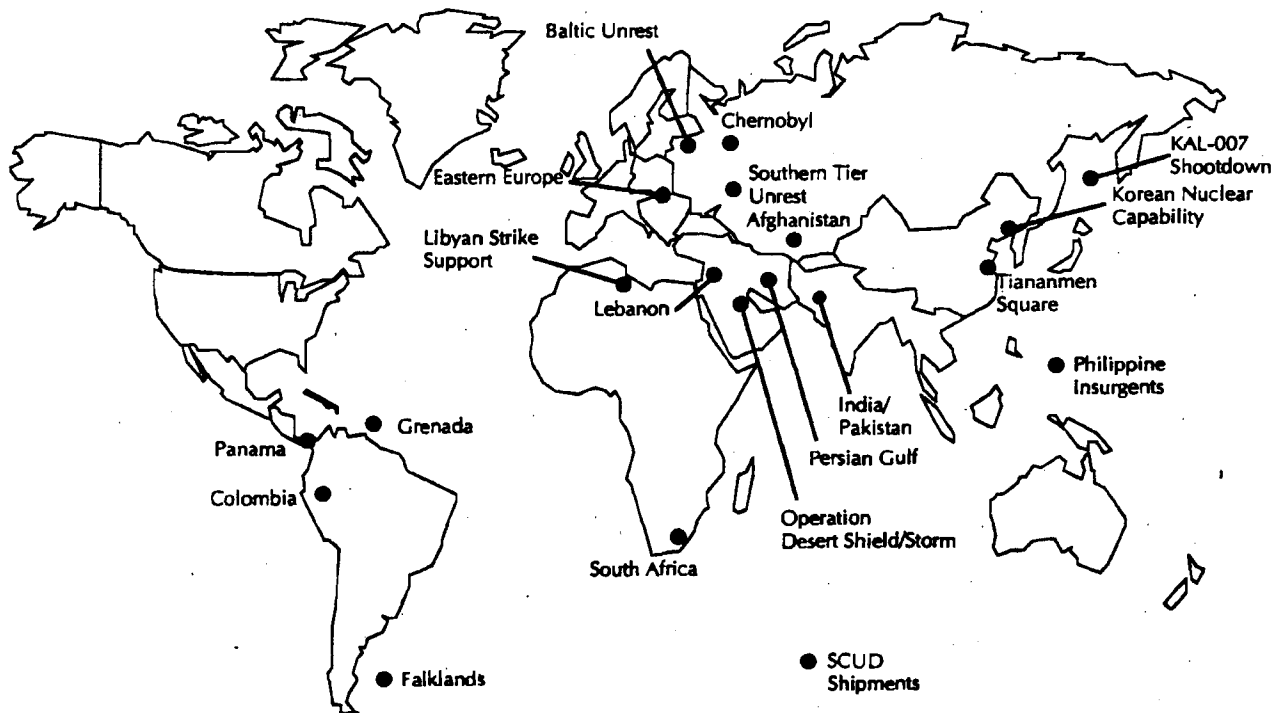 Baltic Unrest
Chernobyl
KAL-007
Shootdown
Eastern Europe
Southern Tier
Unrest
Afghanistan
Korean Nuclear
Capability
Libyan Strike
Support
Lebanon
Tiananmen
Square
Philippine
Insurgents
India/
Pakistan
Persian Gulf
Grenada
Panama
Colombia
Operation
Desert Shield/Storm
South Africa
Falklands
SCUD
Shipments